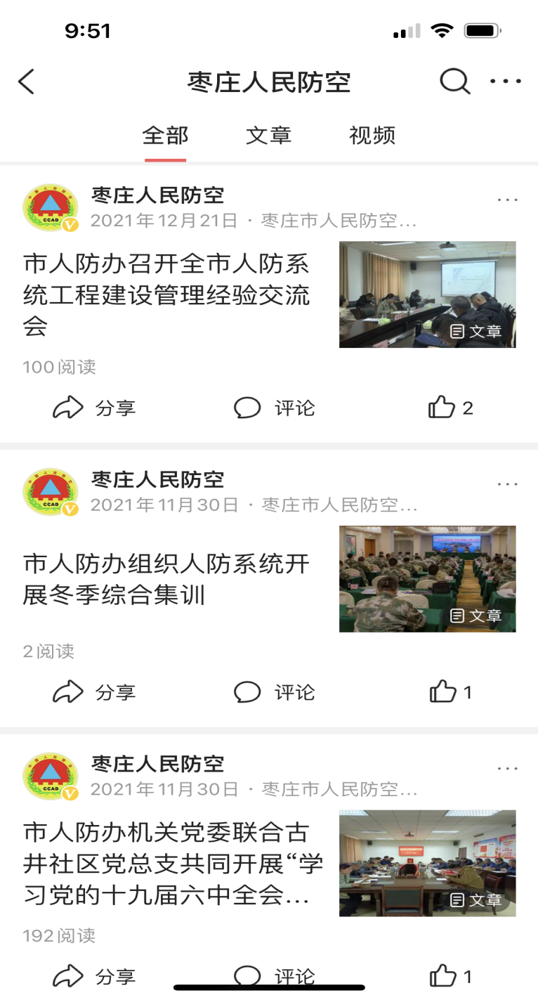 9:51
枣庄人民防空
全部 文章 视频
枣庄人民防空
2021年12月21日 · 枣庄市人民防空...
市人防办召开全市人防系
统工程建设管理经验交流
会
文章
100阅读
分享 评论 2
枣庄人民防空
2021年11月30日 · 枣庄市人民防空...
市人防办组织人防系统开
展冬季综合集训
文章
2阅读
分享 评论 1
枣庄人民防空
2021年11月30日 · 枣庄市人民防空...
市人防办机关党委联合古
井社区党总支共同开展“学
习党的十九届六中全会...
文章
192阅读
分享 评论 1